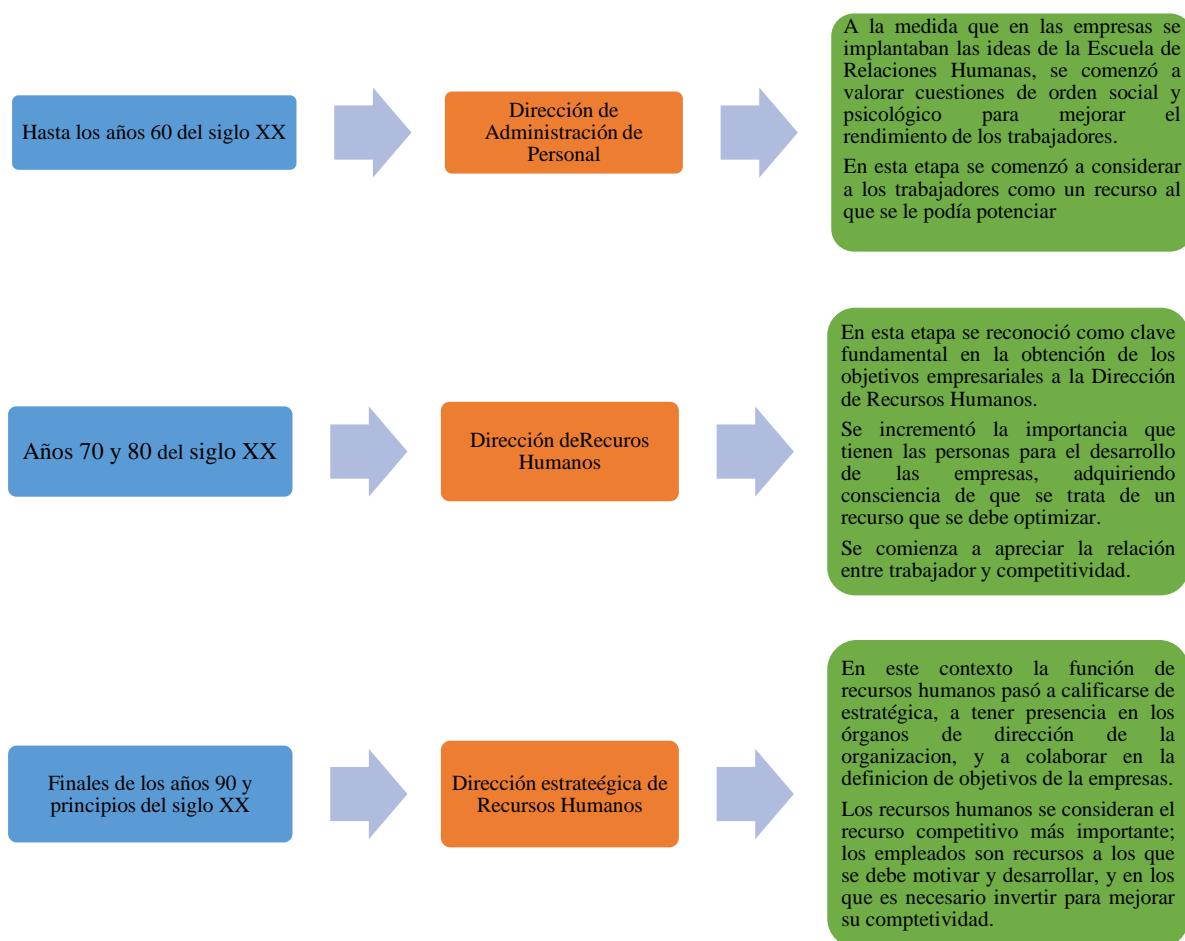 Hasta los años 60 del siglo XX
Dirección de
Administración de
Personal
A la medida que en las empresas se
implantaban las ideas de la Escuela de
Relaciones Humanas, se comenzó a
valorar cuestiones de orden social y
psicológico para mejorar el
rendimiento de los trabajadores.
En esta etapa se comenzó a considerar
a los trabajadores como un recurso al
que se le podía potenciar
Años 70 y 80 del siglo XX
Dirección deRecuros
Humanos
En esta etapa se reconoció como clave
fundamental en la obtención de los
objetivos empresariales a la Dirección
de Recursos Humanos.
Se incrementó la importancia que
tienen las personas para el desarrollo
de las empresas, adquiriendo
consciencia de que se trata de un
recurso que se debe optimizar.
Se comienza a apreciar la relación
entre trabajador y competitividad.
Finales de los años 90 y
principios del siglo XX
Dirección estrateégica de
Recursos Humanos
En este contexto la función de
recursos humanos pasó a calificarse de
estratégica, a tener presencia en los
órganos de dirección de la
organizacion, y a colaborar en la
definicion de objetivos de la empresas.
Los recursos humanos se consideran el
recurso competitivo más importante;
los empleados son recursos a los que
se debe motivar y desarrollar, y en los
que es necesario invertir para mejorar
su comptetividad.